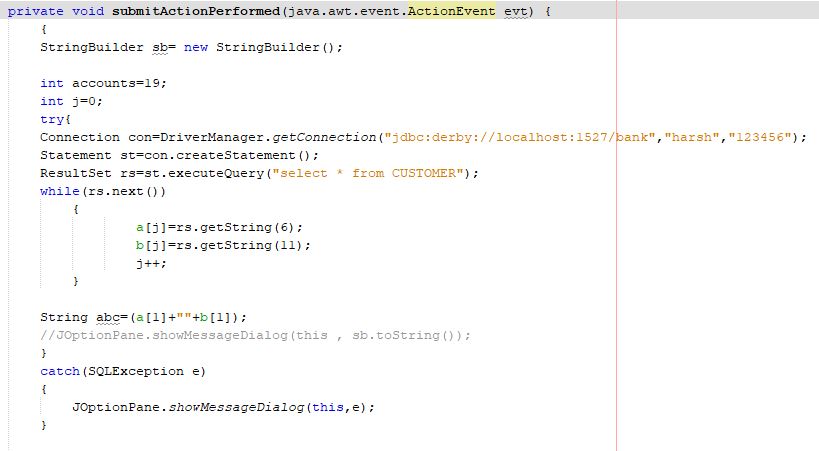 private void submitActionPerformed(java.awt.event.ActionEvent evt) {
{
StringBuilder sb= new StringBuilder();
int accounts=19;
int j=0;
try{
Connection con=DriverManager.getConnection("jdbc:derby://localhost:1527/bank","harsh","123456");
Statement st=con.createStatement();
ResultSet rs=st.executeQuery("select * from CUSTOMER");
while(rs.next())
{
a[j]=rs.getString(6);
b[j]=rs.getString(11);
j++;
}
String abc=(a[1]+""+b[1]);
//JOptionPane.showMessageDialog(this , sb.toString());
}
catch(SQLException e)
{
JOptionPane.showMessageDialog(this,e);
}